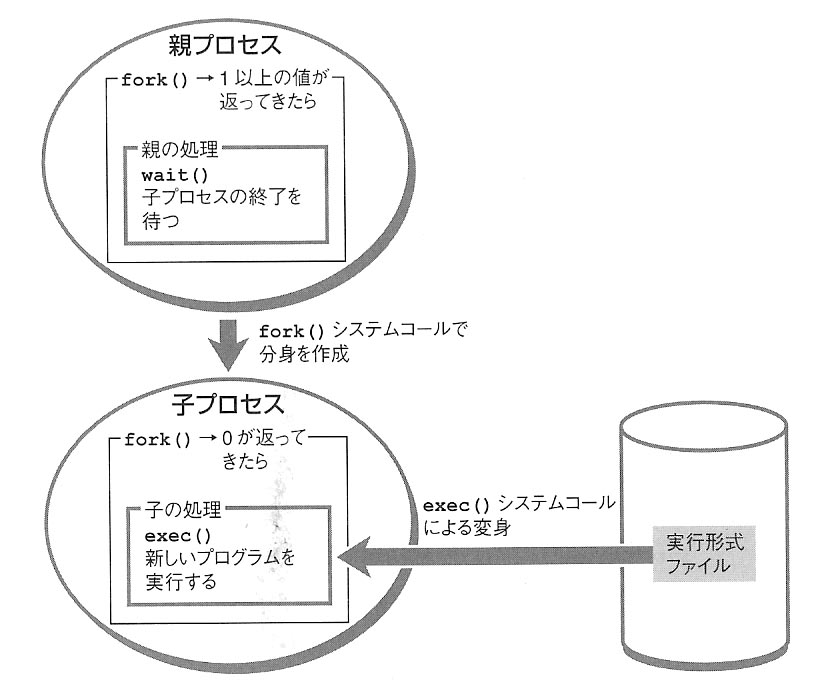 親プロセス
fork() → 1 以上の値が
返ってきたら
親の処理
wait()
子プロセスの終了を
待つ
fork() システムコールで
分身を作成
子プロセス
fork() → 0 が返って
きたら
子の処理
exec()
新しいプログラムを
実行する
exec() システムコール
による変身
実行形式
ファイル